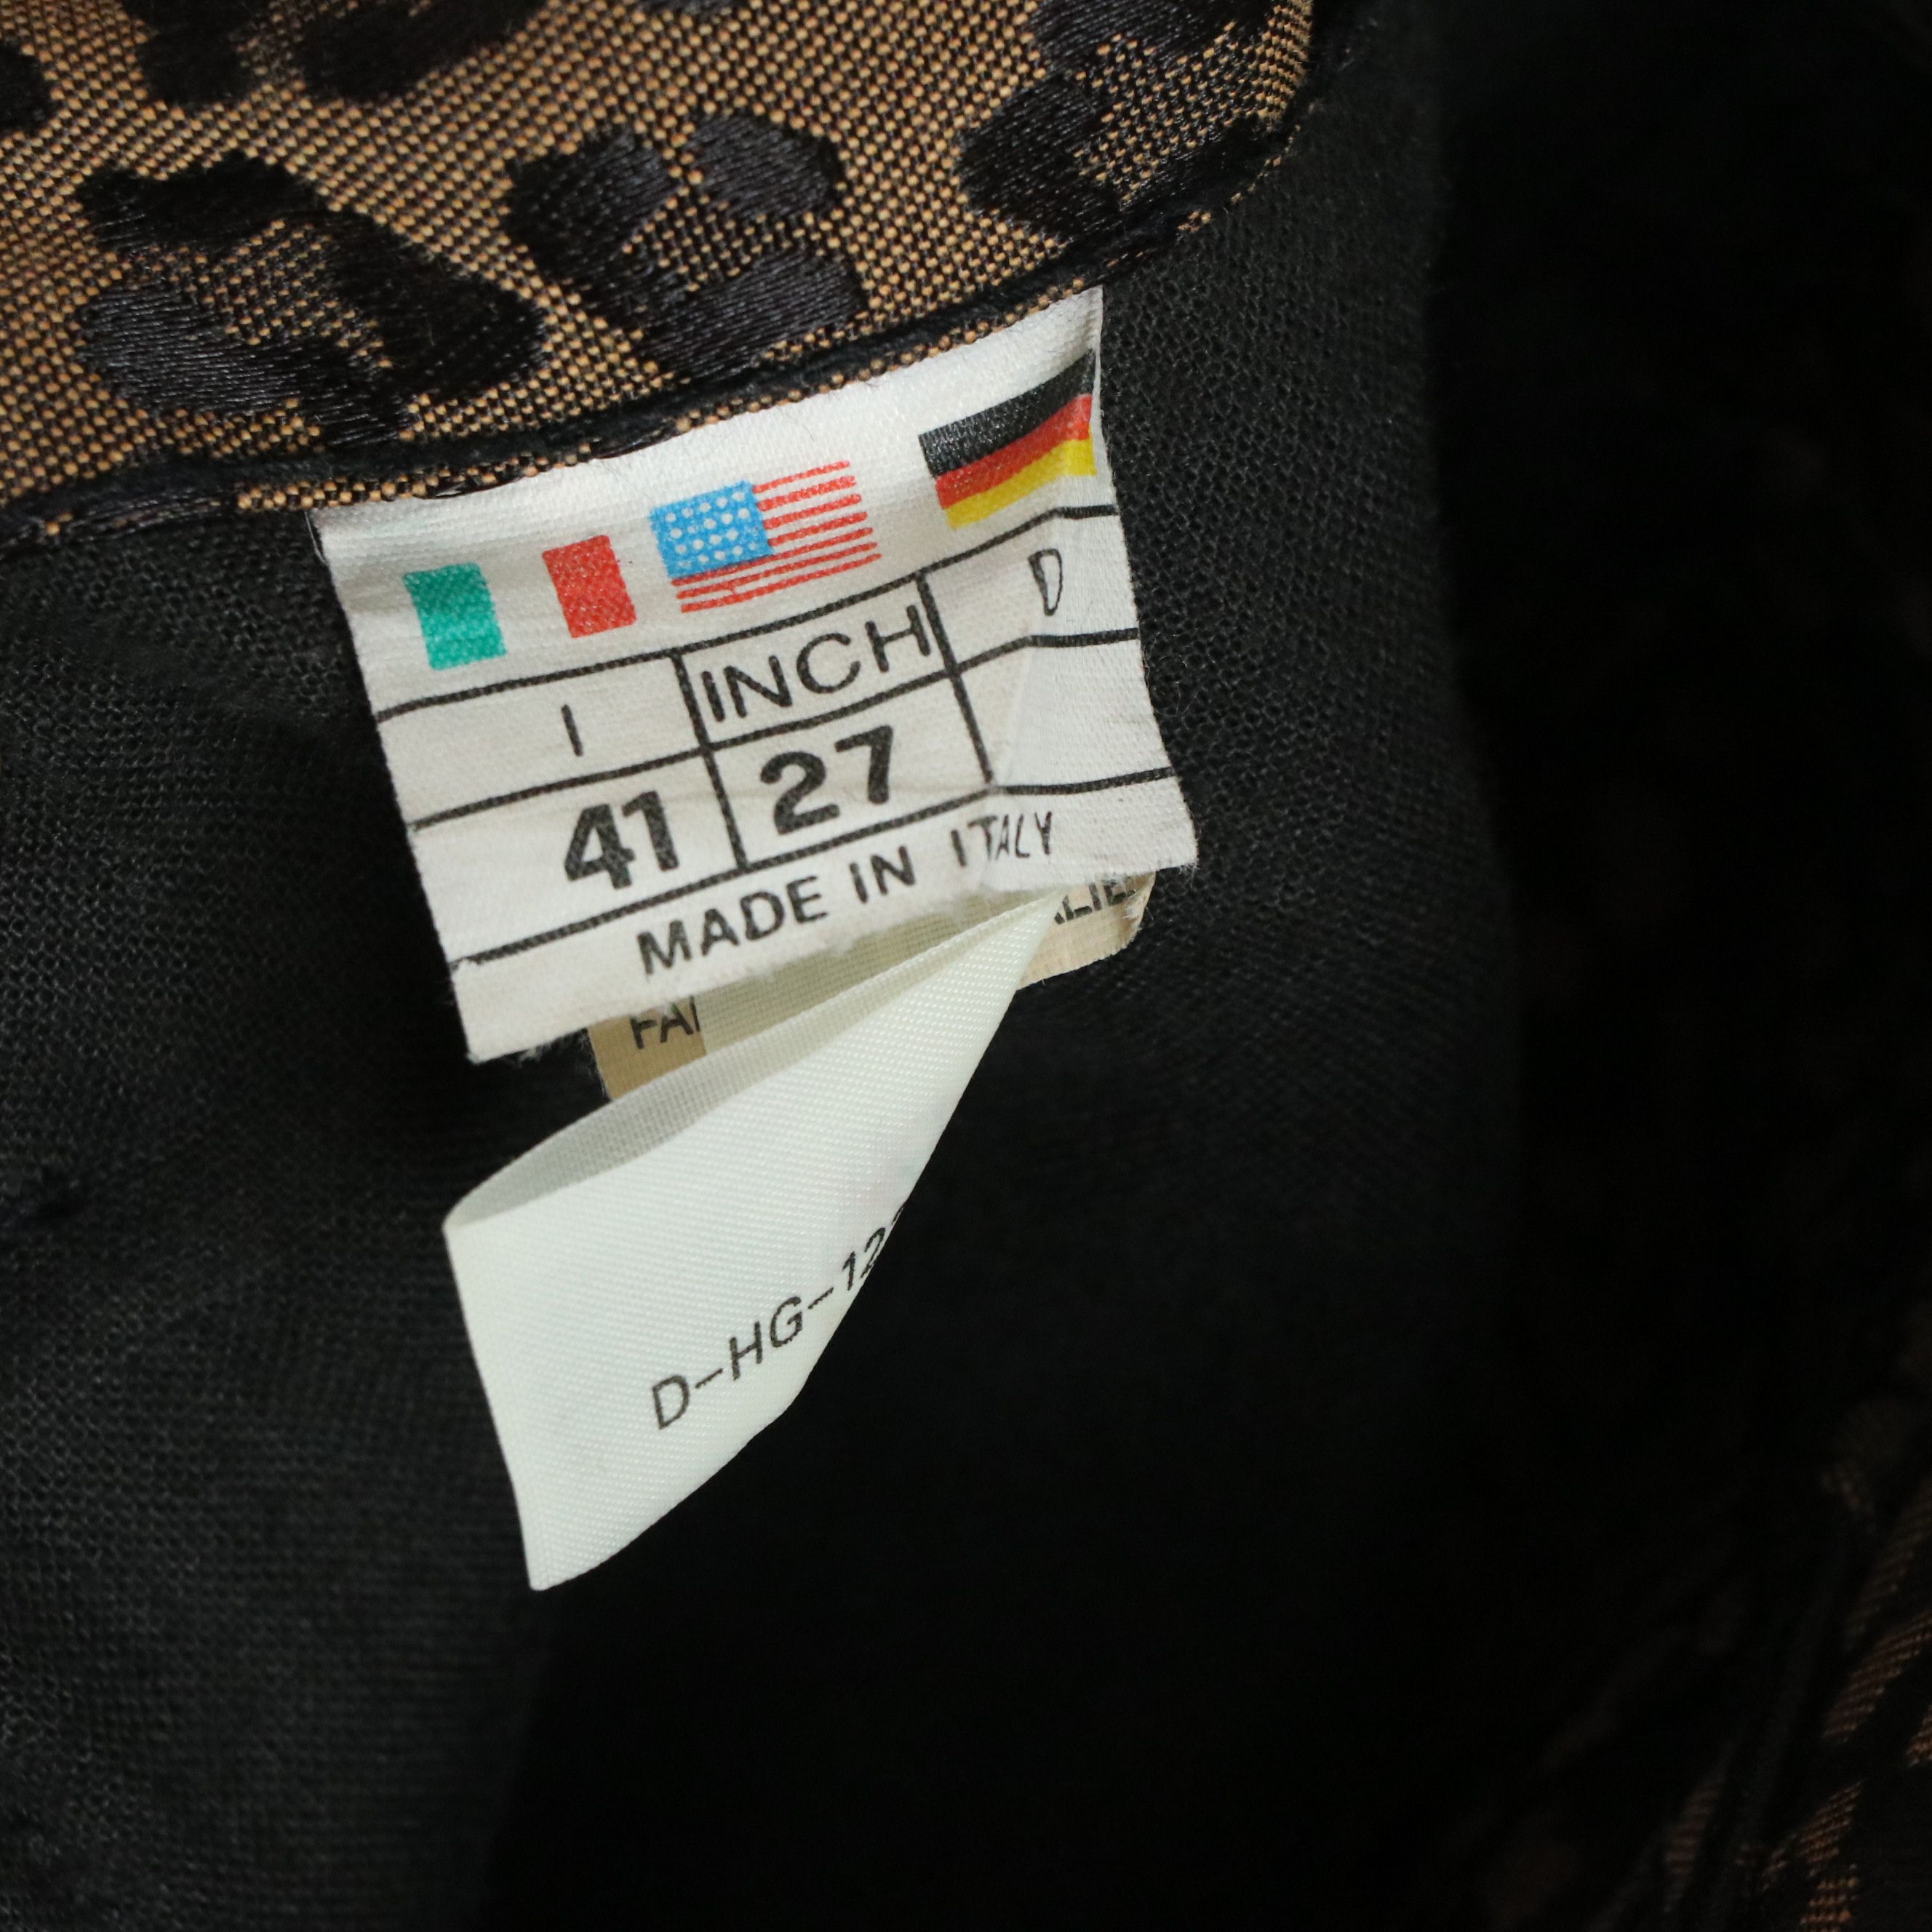 I INCH D
41 27
MADE IN ITALY
D-HG-12